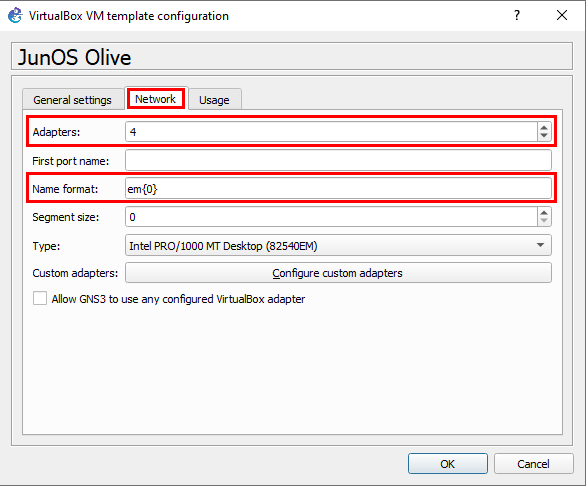 VirtualBox VM template configuration
?
JunOS Olive
General settings Network Usage
Adapters: 4
First port name:
Name format: em{0}
Segment size: 0
Type: Intel PRO/1000 MT Desktop (82540EM)
Custom adapters: Configure custom adapters
Allow GNS3 to use any configured VirtualBox adapter
OK Cancel